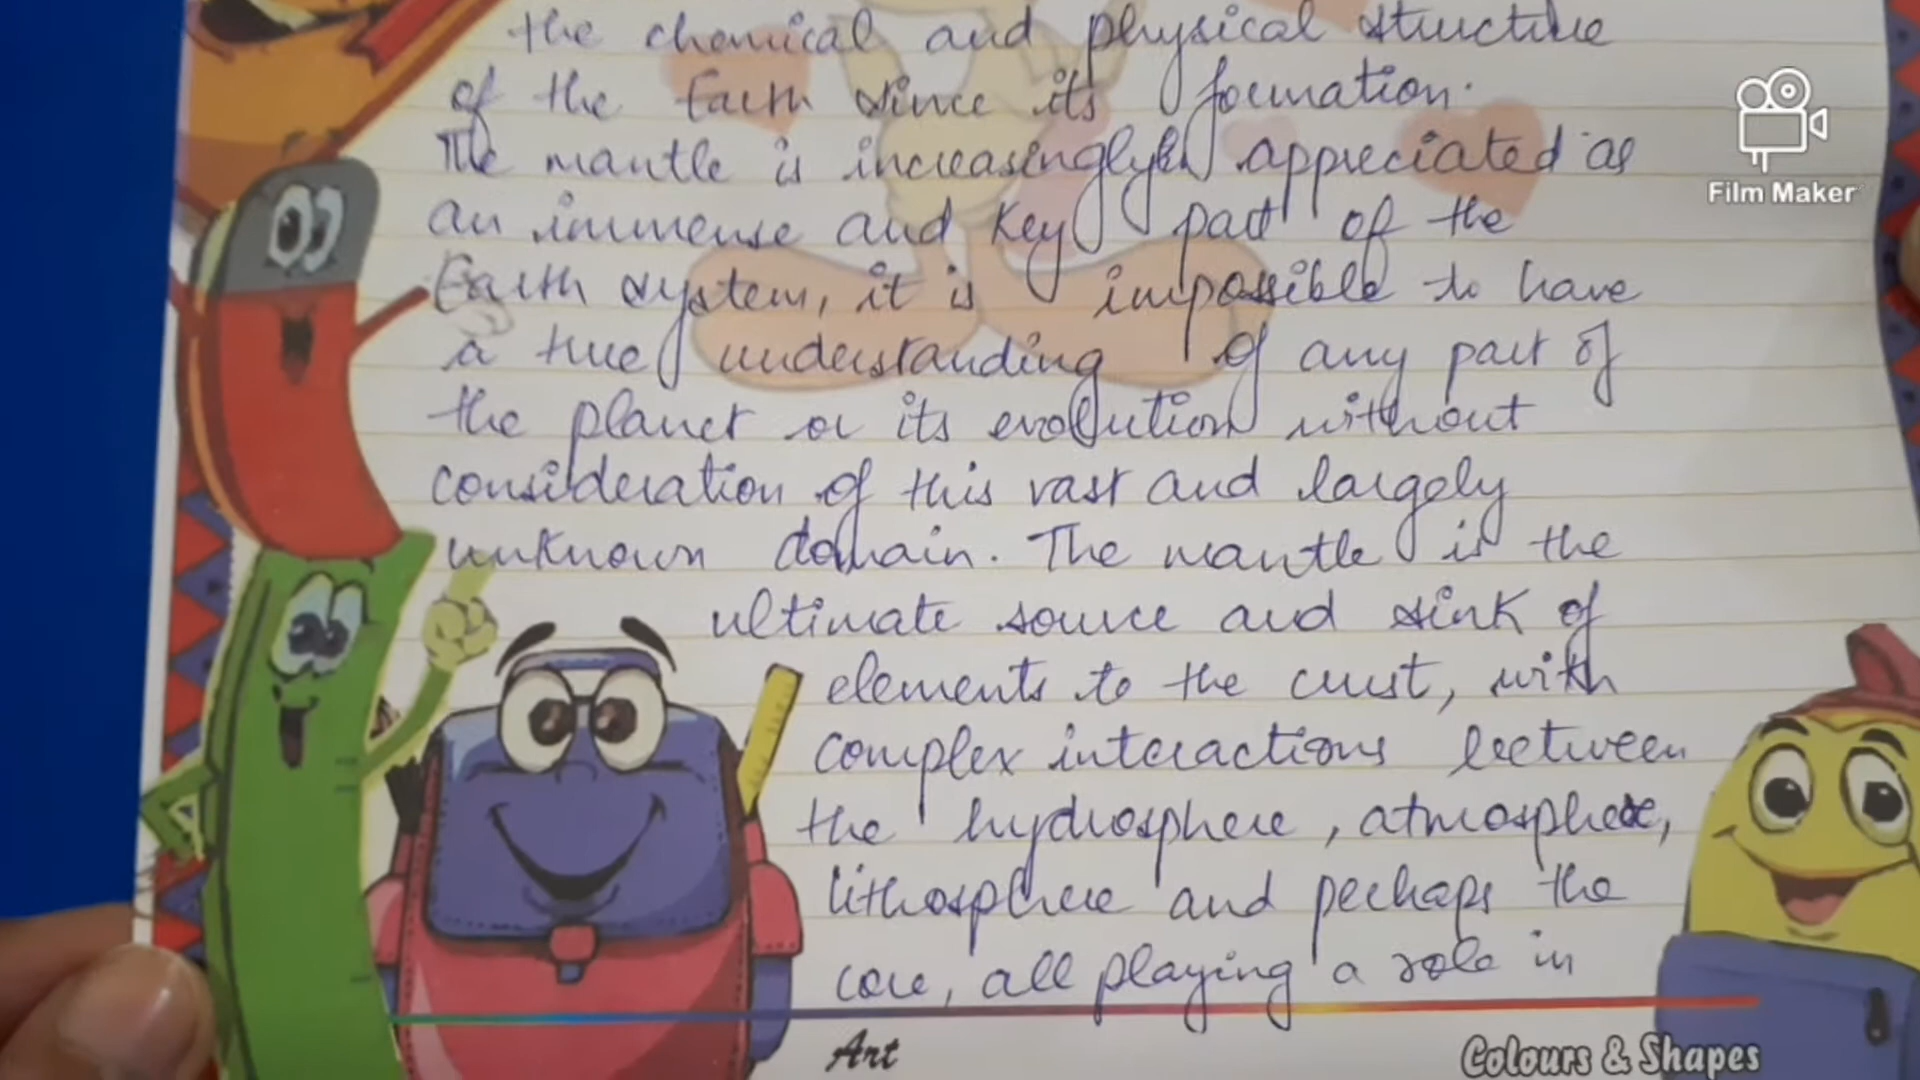 the chemical and physical structure
of the Earth since its formation.
The mantle is increasingly appreciated as
an immense and key part of the
Earth system, it is impossible to have
a true understanding of any part of
the planet or its evolution without
consideration of this vast and largely
unknown domain. The mantle is the
ultimate source and sink of
elements to the crust, with
complex interactions between
the hydrosphere, atmosphere,
lithosphere and perhaps the
core, all playing a role in
Art
Colours & Shapes
Film Maker